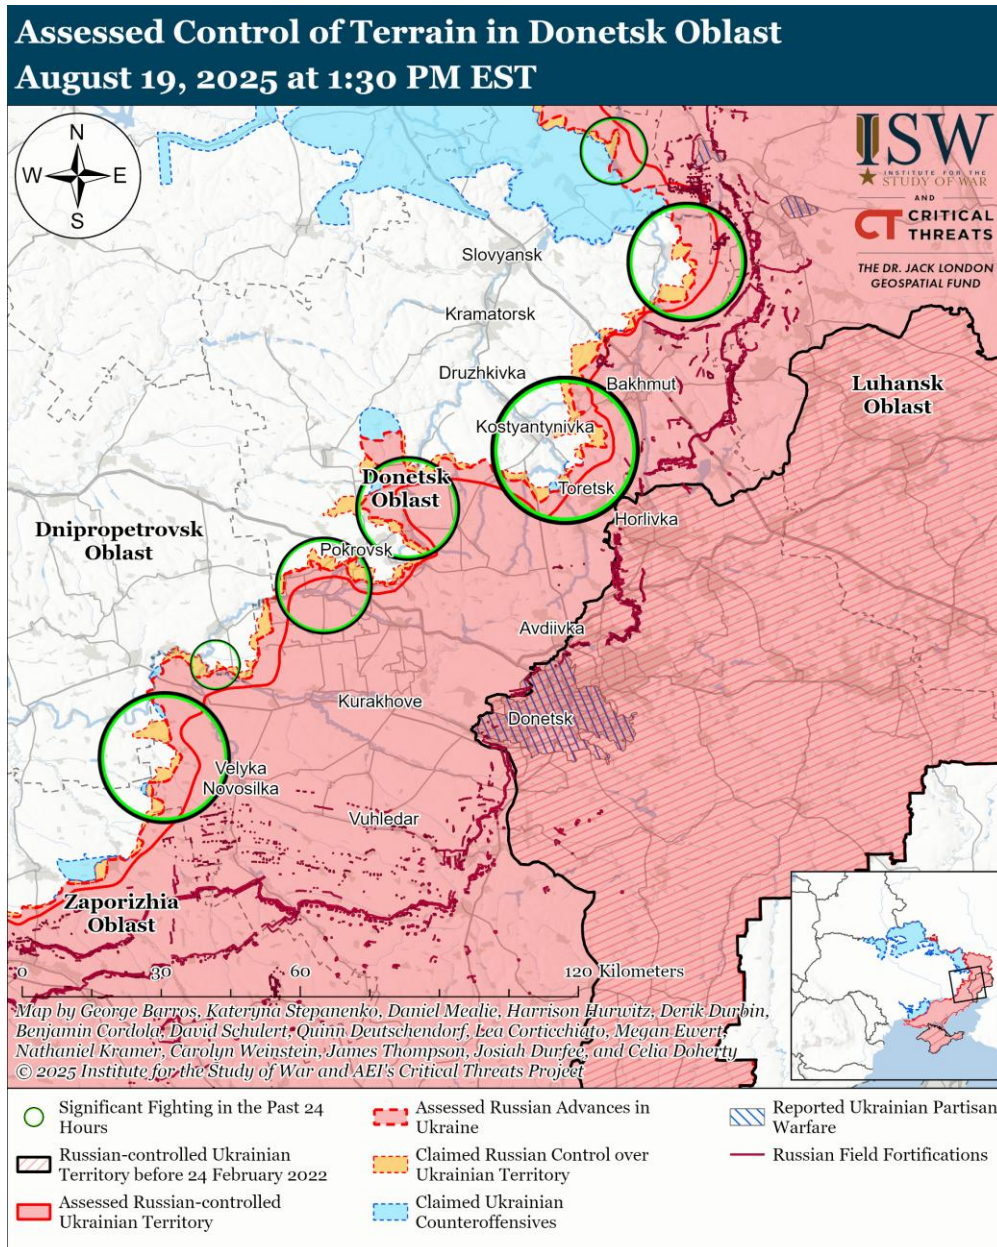 Assessed Control of Terrain in Donetsk Oblast
August 19, 2025 at 1:30 PM EST
N
W
E
S
ISW
INSTITUTE FOR THE
STUDY OF WAR
AND
CT CRITICAL
THREATS
THE DR. JACK LONDON
GEOSPATIAL FUND
Slovyansk
Kramatorsk
Druzhkivka
Bakhmut
Luhansk
Oblast
Kostyantynivka
Donetsk
Oblast
Toretsk
Horlivka
Dnipropetrovsk
Oblast
Pokrovsk
Avdiivka
Kurakhove
Donetsk
Velyka
Novosilka
Vuhledar
Zaporizhia
Oblast
0 30 60 120 Kilometers
Map by George Barros, Kateryna Stepanenko, Daniel Mealie, Harrison Hurwitz, Derik Durbin,
Benjamin Cordola, David Schulert, Quinn Deutschendorf, Lea Corticchiato, Megan Ewert,
Nathaniel Kramer, Carolyn Weinstein, James Thompson, Josiah Durfee, and Celia Doherty
© 2025 Institute for the Study of War and AEI's Critical Threats Project
Significant Fighting in the Past 24
Hours
Russian-controlled Ukrainian
Territory before 24 February 2022
Assessed Russian-controlled
Ukrainian Territory
Assessed Russian Advances in
Ukraine
Claimed Russian Control over
Ukrainian Territory
Claimed Ukrainian
Counteroffensives
Reported Ukrainian Partisan
Warfare
Russian Field Fortifications